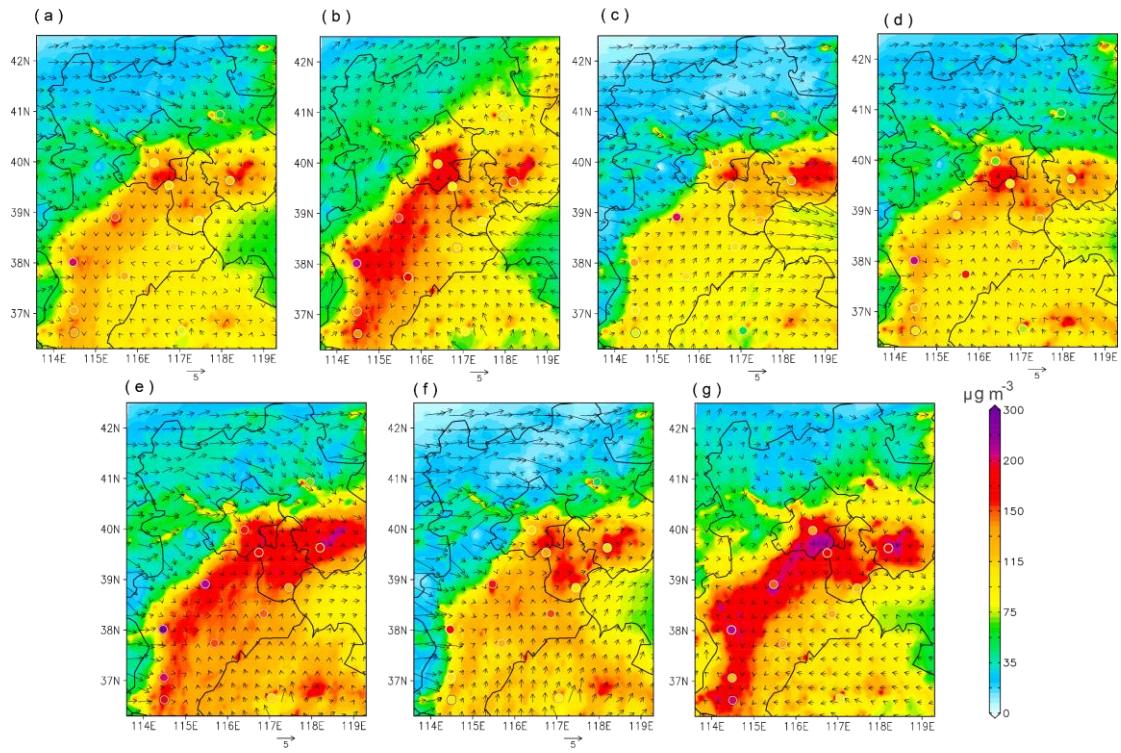 (a) (b) (c) (d)
42N 42N 42N 42N
41N 41N 41N 41N
40N 40N 40N 40N
39N 39N 39N 39N
38N 38N 38N 38N
37N 37N 37N 37N
114E 115E 116E 117E 118E 119E 114E 115E 116E 117E 118E 119E 114E 115E 116E 117E 118E 119E 114E 115E 116E 117E 118E 119E
5 5 5 5
(e) (f) (g) µg m-3
42N 42N 42N 300
41N 41N 41N 200
40N 40N 40N 150
39N 39N 39N 115
38N 38N 38N 75
37N 37N 37N 35
0
114E 115E 116E 117E 118E 119E 114E 115E 116E 117E 118E 119E 114E 115E 116E 117E 118E 119E
5 5 5